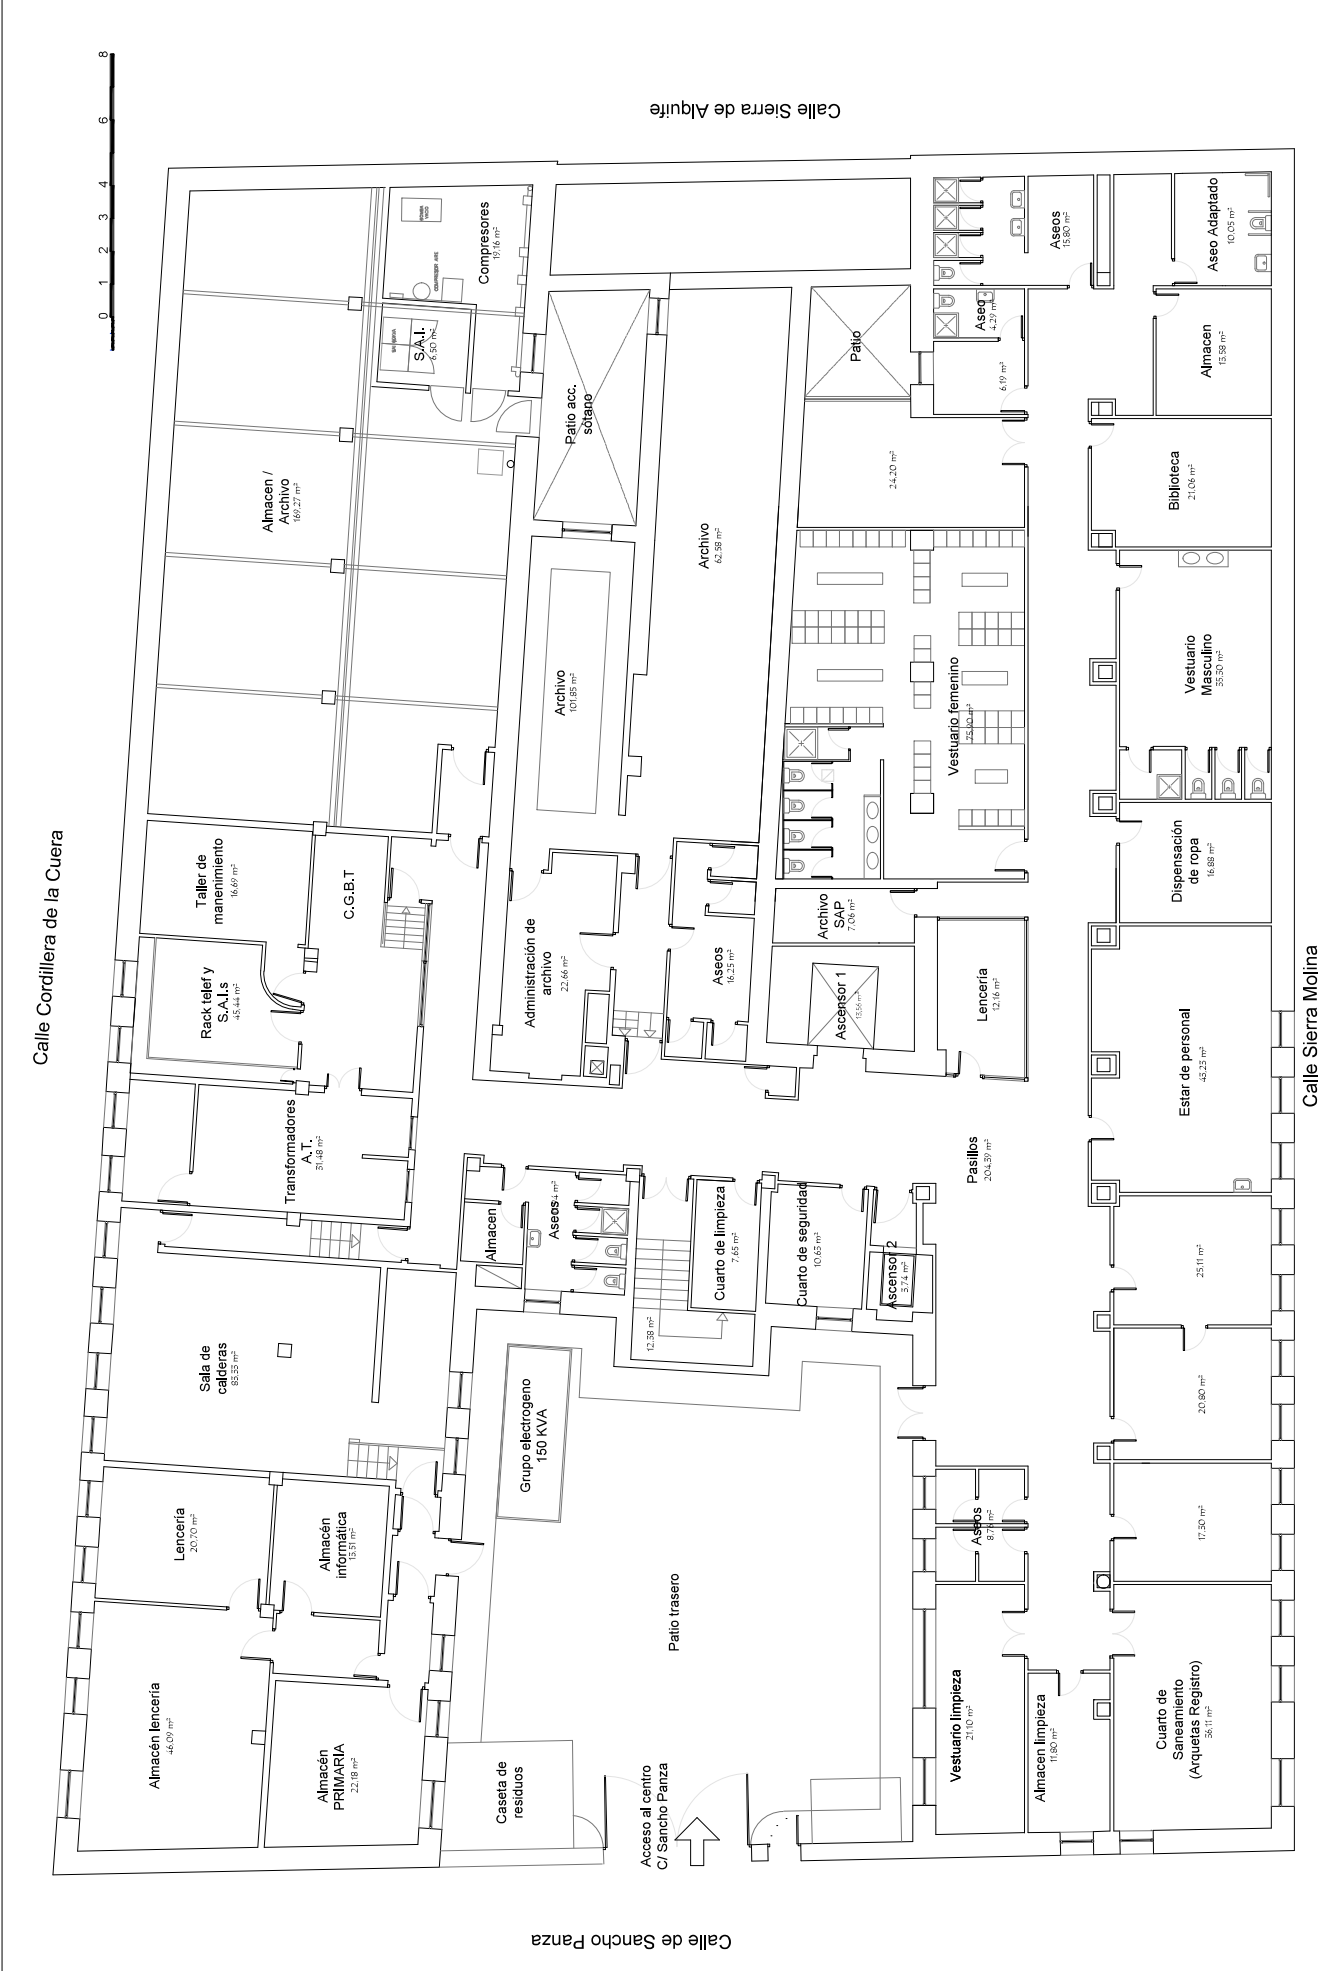 8
6
4
3
2
1
0
Calle Sierra de Alquife
Calle Cordillera de la Cuera
Calle Sierra Molina
Calle de Sancho Panza
Compresores
19,16 m²
COMPRESOR AIRE
S.A.I.
6,50 m²
Almacen /
Archivo
169,27 m²
Patio acc.
sótano
Patio
Aseos
15,80 m²
Aseo Adaptado
10,05 m²
Aseo
4,29 m²
6,19 m²
Almacen
13,58 m²
24,20 m²
Biblioteca
21,06 m²
Archivo
62,58 m²
Archivo
101,85 m²
Vestuario
Masculino
35,30 m²
Vestuario femenino
75,90 m²
Taller de
manenimiento
16,69 m²
C.G.B.T
Dispensación
de ropa
16,88 m²
Archivo
SAP
7,06 m²
Administración de
archivo
22,66 m²
Aseos
16,25 m²
Rack telef y
S.A.I.s
45,44 m²
Ascensor 1
13,56 m²
Lencería
12,16 m²
Estar de personal
43,23 m²
Transformadores
A.T.
31,48 m²
Pasillos
204,39 m²
Almacen
Aseos
Cuarto de limpieza
7,65 m²
Cuarto de seguridad
10,63 m²
Ascensor 2
3,74 m²
25,11 m²
12,38 m²
Sala de
calderas
83,33 m²
20,80 m²
Grupo electrogeno
150 KVA
Lencería
20,70 m²
Almacén
informática
13,51 m²
Aseos
17,30 m²
Patio trasero
Almacén lencería
46,09 m²
Almacén
PRIMARIA
22,18 m²
Caseta de
residuos
Acceso al centro
C/ Sancho Panza
Vestuario limpieza
21,10 m²
Almacen limpieza
11,80 m²
Cuarto de
Saneamiento
(Arquetas Registro)
36,11 m²